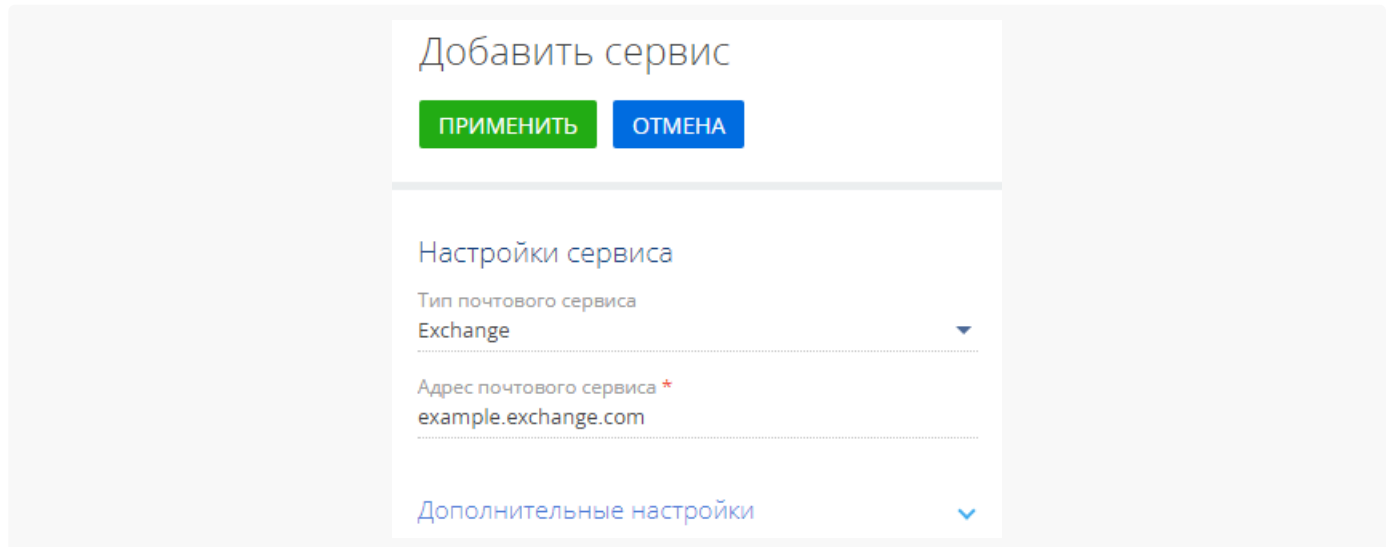 Добавить сервис
ПРИМЕНИТЬ ОТМЕНА
Настройки сервиса
Тип почтового сервиса
Exchange
Адрес почтового сервиса *
example.exchange.com
Дополнительные настройки